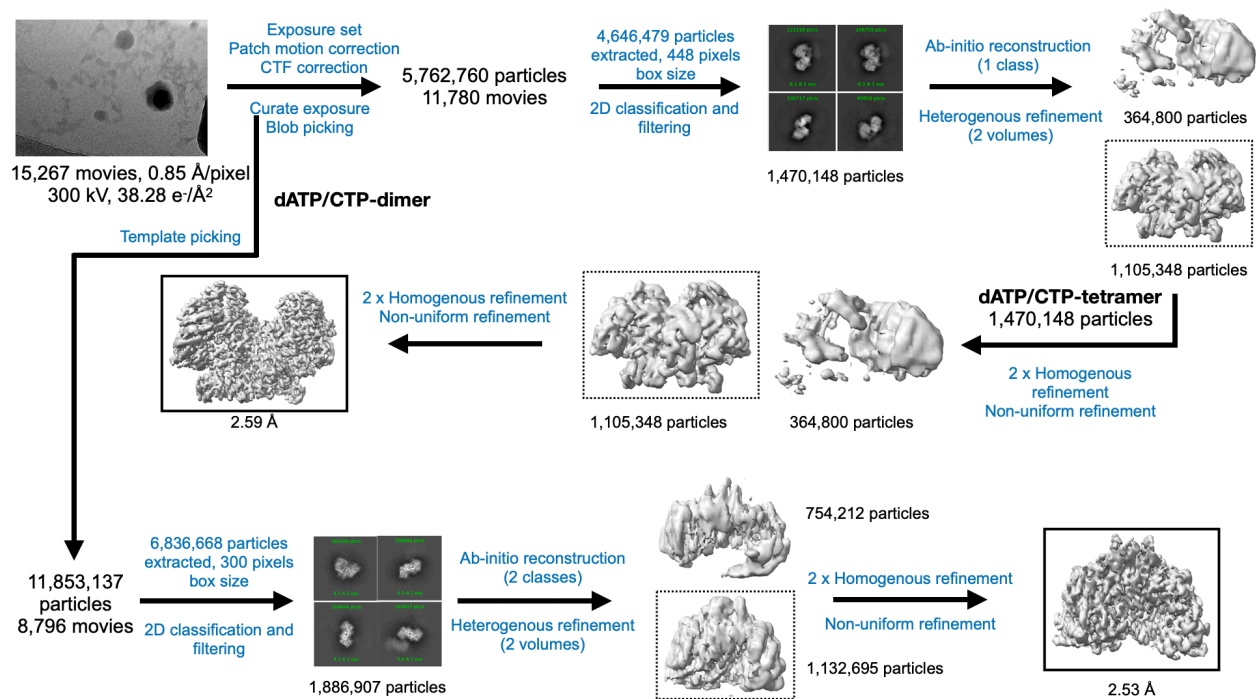 Exposure set
Patch motion correction
CTF correction
Curate exposure
Blob picking
15,267 movies, 0.85 Å/pixel
300 kV, 38.28 e-/Å2
5,762,760 particles
11,780 movies
4,646,479 particles
extracted, 448 pixels
box size
2D classification and
filtering
1,470,148 particles
Ab-initio reconstruction
(1 class)
Heterogenous refinement
(2 volumes)
364,800 particles
1,105,348 particles
dATP/CTP-dimer
Template picking
dATP/CTP-tetramer
1,470,148 particles
2 x Homogenous
refinement
Non-uniform refinement
364,800 particles
1,105,348 particles
2 x Homogenous refinement
Non-uniform refinement
2.59 Å
11,853,137
particles
8,796 movies
6,836,668 particles
extracted, 300 pixels
box size
2D classification and
filtering
1,886,907 particles
Ab-initio reconstruction
(2 classes)
Heterogenous refinement
(2 volumes)
754,212 particles
1,132,695 particles
2 x Homogenous refinement
Non-uniform refinement
2.53 Å